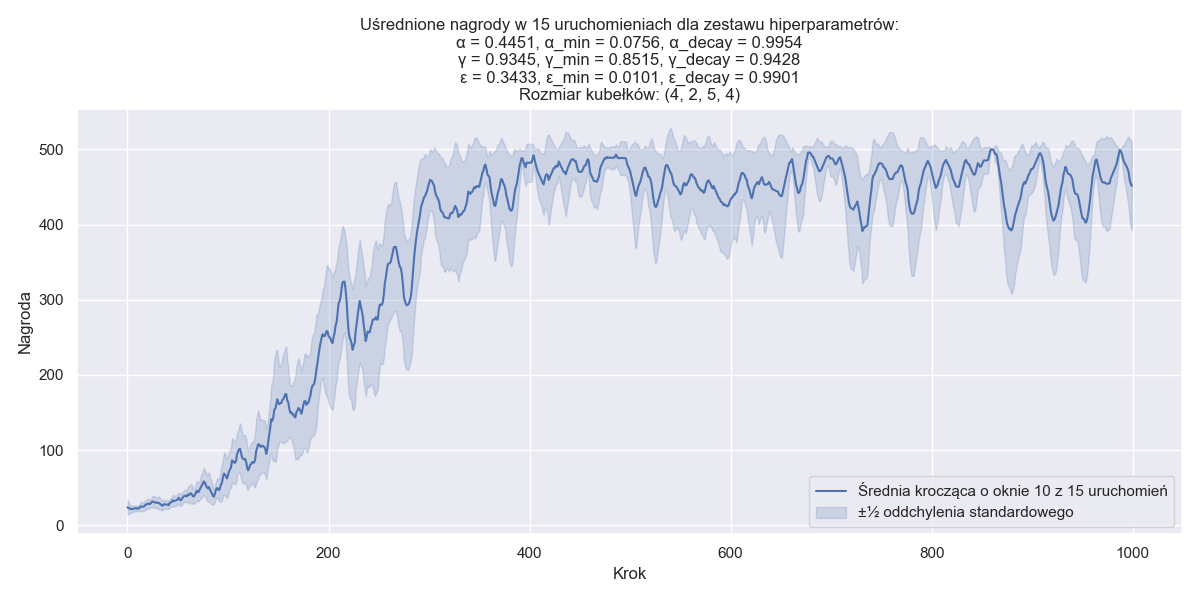 Uśrednione nagrody w 15 uruchomieniach dla zestawu hiperparametrów:
α = 0.4451, α_min = 0.0756, α_decay = 0.9954
γ = 0.9345, γ_min = 0.8515, γ_decay = 0.9428
ε = 0.3433, ε_min = 0.0101, ε_decay = 0.9901
Rozmiar kubełków: (4, 2, 5, 4)
Nagroda
500
400
300
200
100
0
0 200 400 600 800 1000
Krok
Średnia krocząca o oknie 10 z 15 uruchomień
±½ oddchylenia standardowego